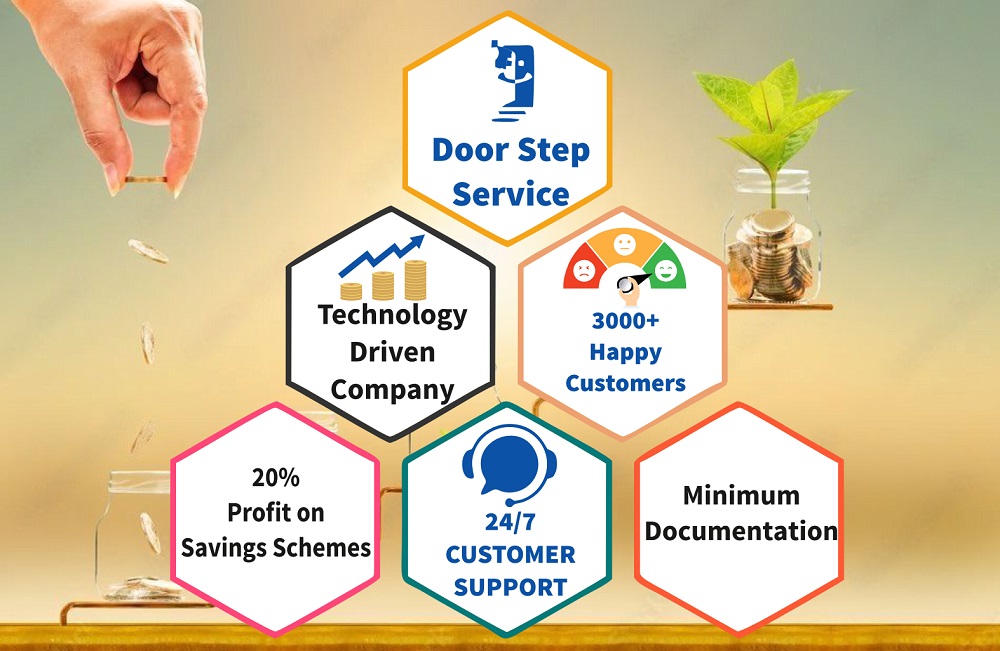 Door Step
Service
Technology
Driven
Company
3000+
Happy
Customers
20%
Profit on
Savings Schemes
24/7
CUSTOMER
SUPPORT
Minimum
Documentation